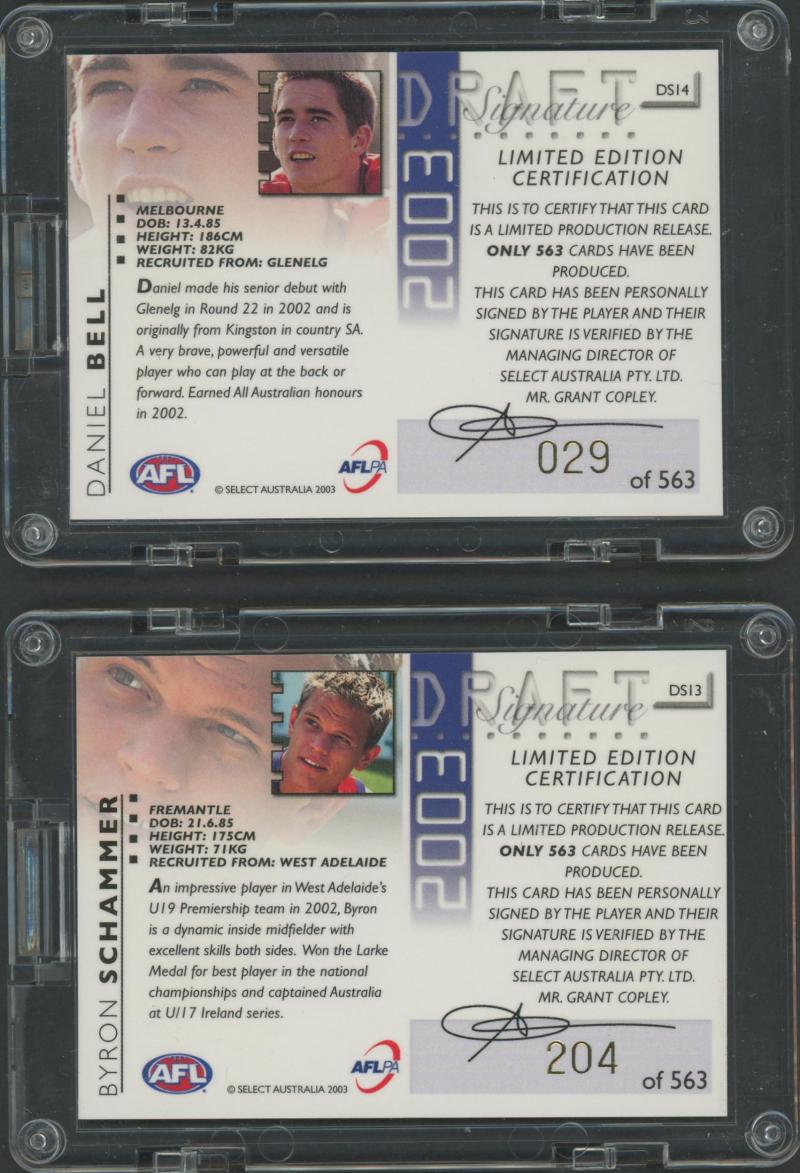 DRAFT
Signature
DS14
2003
LIMITED EDITION
CERTIFICATION
THIS IS TO CERTIFY THAT THIS CARD
IS A LIMITED PRODUCTION RELEASE.
ONLY 563 CARDS HAVE BEEN
PRODUCED.
THIS CARD HAS BEEN PERSONALLY
SIGNED BY THE PLAYER AND THEIR
SIGNATURE IS VERIFIED BY THE
MANAGING DIRECTOR OF
SELECT AUSTRALIA PTY. LTD.
MR. GRANT COPLEY.
029
of 563
DANIEL BELL
MELBOURNE
DOB: 13.4.85
HEIGHT: 186CM
WEIGHT: 82KG
RECRUITED FROM: GLENELG
Daniel made his senior debut with
Glenelg in Round 22 in 2002 and is
originally from Kingston in country SA.
A very brave, powerful and versatile
player who can play at the back or
forward. Earned All Australian honours
in 2002.
AFL
© SELECT AUSTRALIA 2003
AFLPA
DRAFT
Signature
DS13
2003
LIMITED EDITION
CERTIFICATION
THIS IS TO CERTIFY THAT THIS CARD
IS A LIMITED PRODUCTION RELEASE.
ONLY 563 CARDS HAVE BEEN
PRODUCED.
THIS CARD HAS BEEN PERSONALLY
SIGNED BY THE PLAYER AND THEIR
SIGNATURE IS VERIFIED BY THE
MANAGING DIRECTOR OF
SELECT AUSTRALIA PTY. LTD.
MR. GRANT COPLEY.
204
of 563
BYRON SCHAMMER
FREMANTLE
DOB: 21.6.85
HEIGHT: 175CM
WEIGHT: 71KG
RECRUITED FROM: WEST ADELAIDE
An impressive player in West Adelaide's
U19 Premiership team in 2002, Byron
is a dynamic inside midfielder with
excellent skills both sides. Won the Larke
Medal for best player in the national
championships and captained Australia
at U/17 Ireland series.
AFL
© SELECT AUSTRALIA 2003
AFLPA